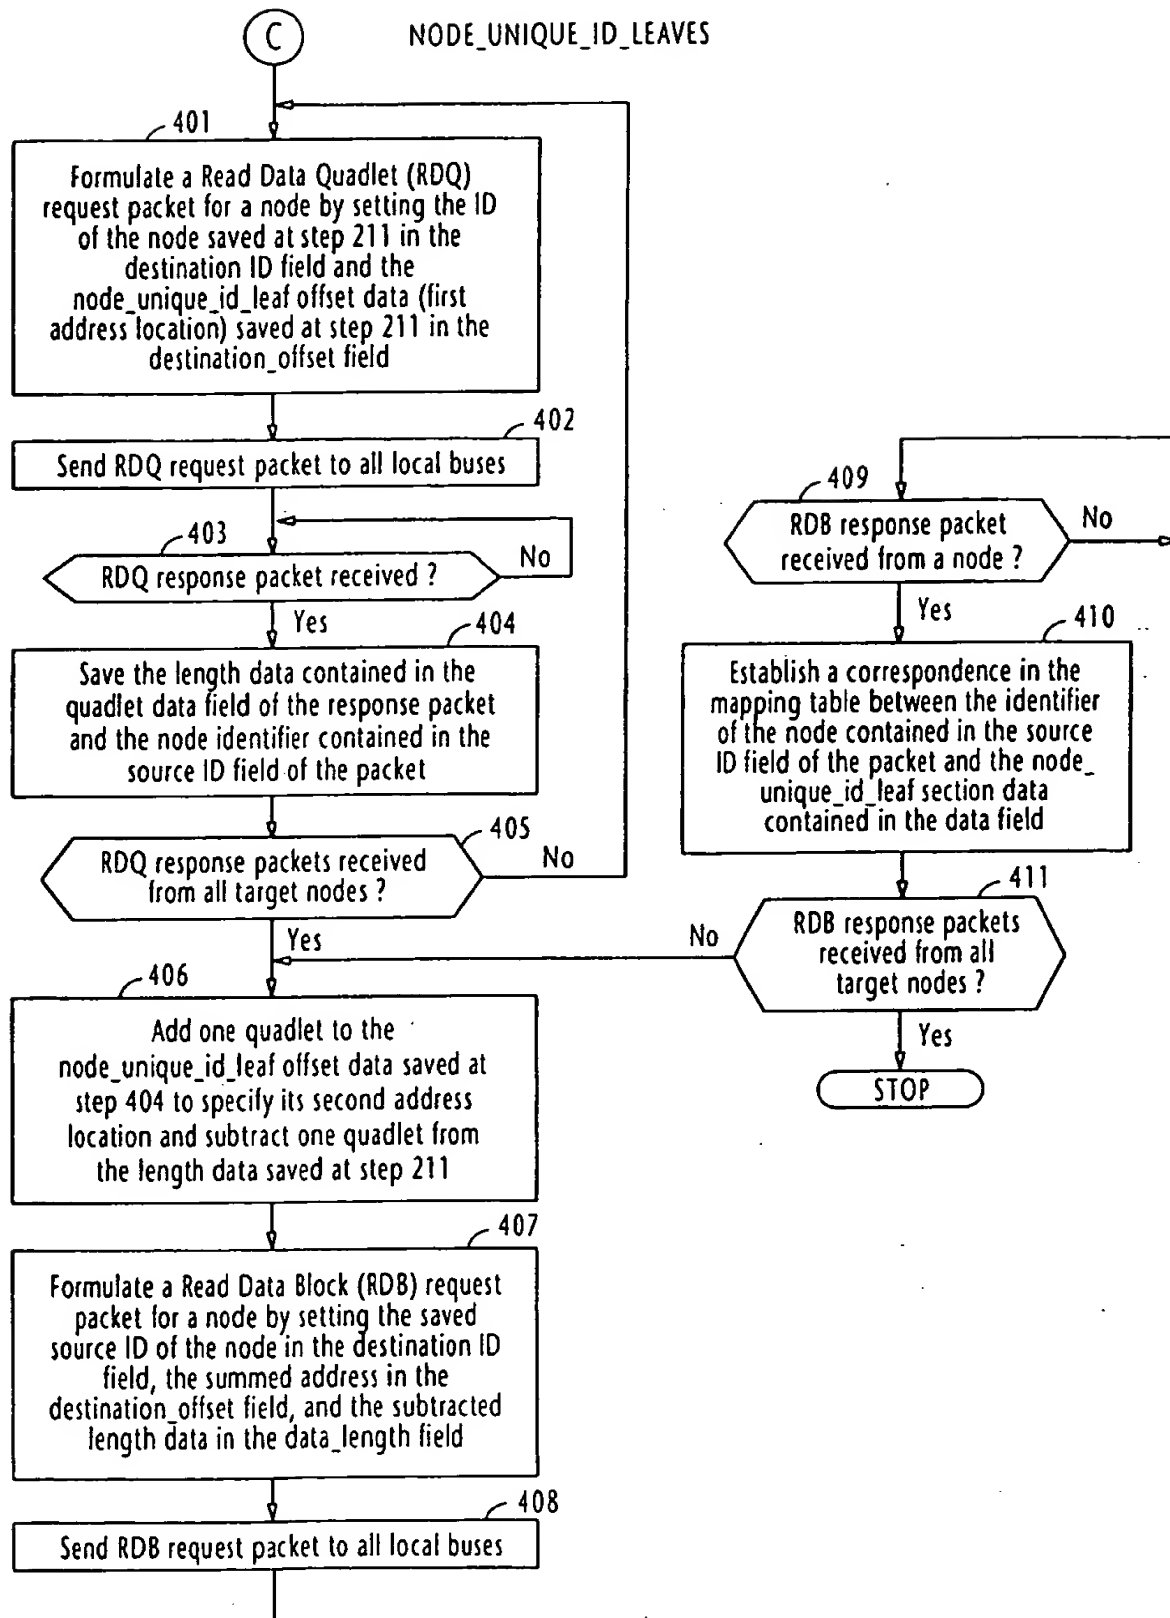 C
NODE_UNIQUE_ID_LEAVES
401
Formulate a Read Data Quadlet (RDQ)
request packet for a node by setting the ID
of the node saved at step 211 in the
destination ID field and the
node_unique_id_leaf offset data (first
address location) saved at step 211 in the
destination_offset field
402
Send RDQ request packet to all local buses
403
RDQ response packet received ?
No
Yes
404
Save the length data contained in the
quadlet data field of the response packet
and the node identifier contained in the
source ID field of the packet
405
RDQ response packets received
from all target nodes ?
No
Yes
406
Add one quadlet to the
node_unique_id_leaf offset data saved at
step 404 to specify its second address
location and subtract one quadlet from
the length data saved at step 211
407
Formulate a Read Data Block (RDB) request
packet for a node by setting the saved
source ID of the node in the destination ID
field, the summed address in the
destination_offset field, and the subtracted
length data in the data_length field
408
Send RDB request packet to all local buses
409
RDB response packet
received from a node ?
No
Yes
410
Establish a correspondence in the
mapping table between the identifier
of the node contained in the source
ID field of the packet and the node_
unique_id_leaf section data
contained in the data field
411
RDB response packets
received from all
target nodes ?
No
Yes
STOP